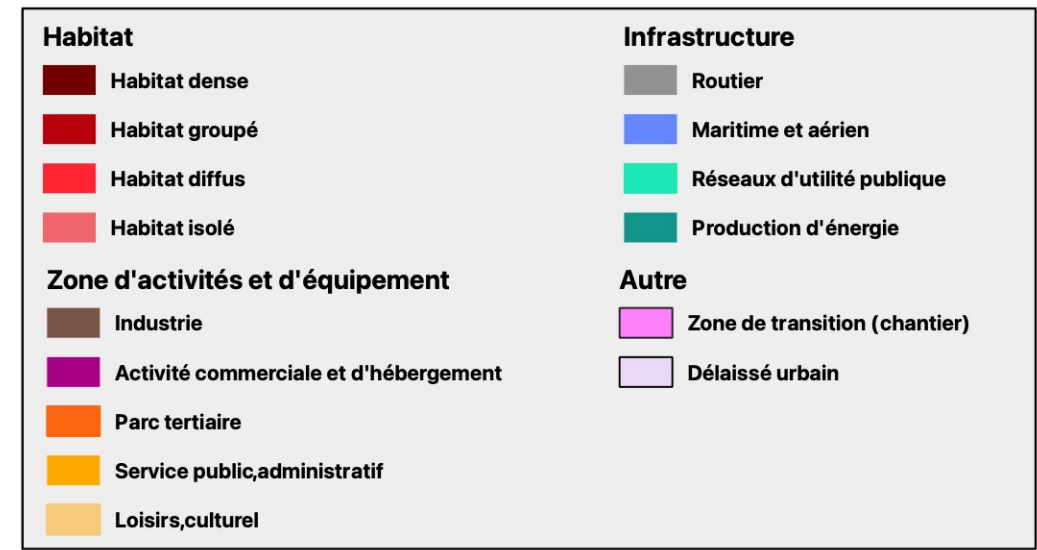 Habitat
Habitat dense
Habitat groupé
Habitat diffus
Habitat isolé
Zone d'activités et d'équipement
Industrie
Activité commerciale et d'hébergement
Parc tertiaire
Service public,administratif
Loisirs,culturel
Infrastructure
Routier
Maritime et aérien
Réseaux d'utilité publique
Production d'énergie
Autre
Zone de transition (chantier)
Délaissé urbain